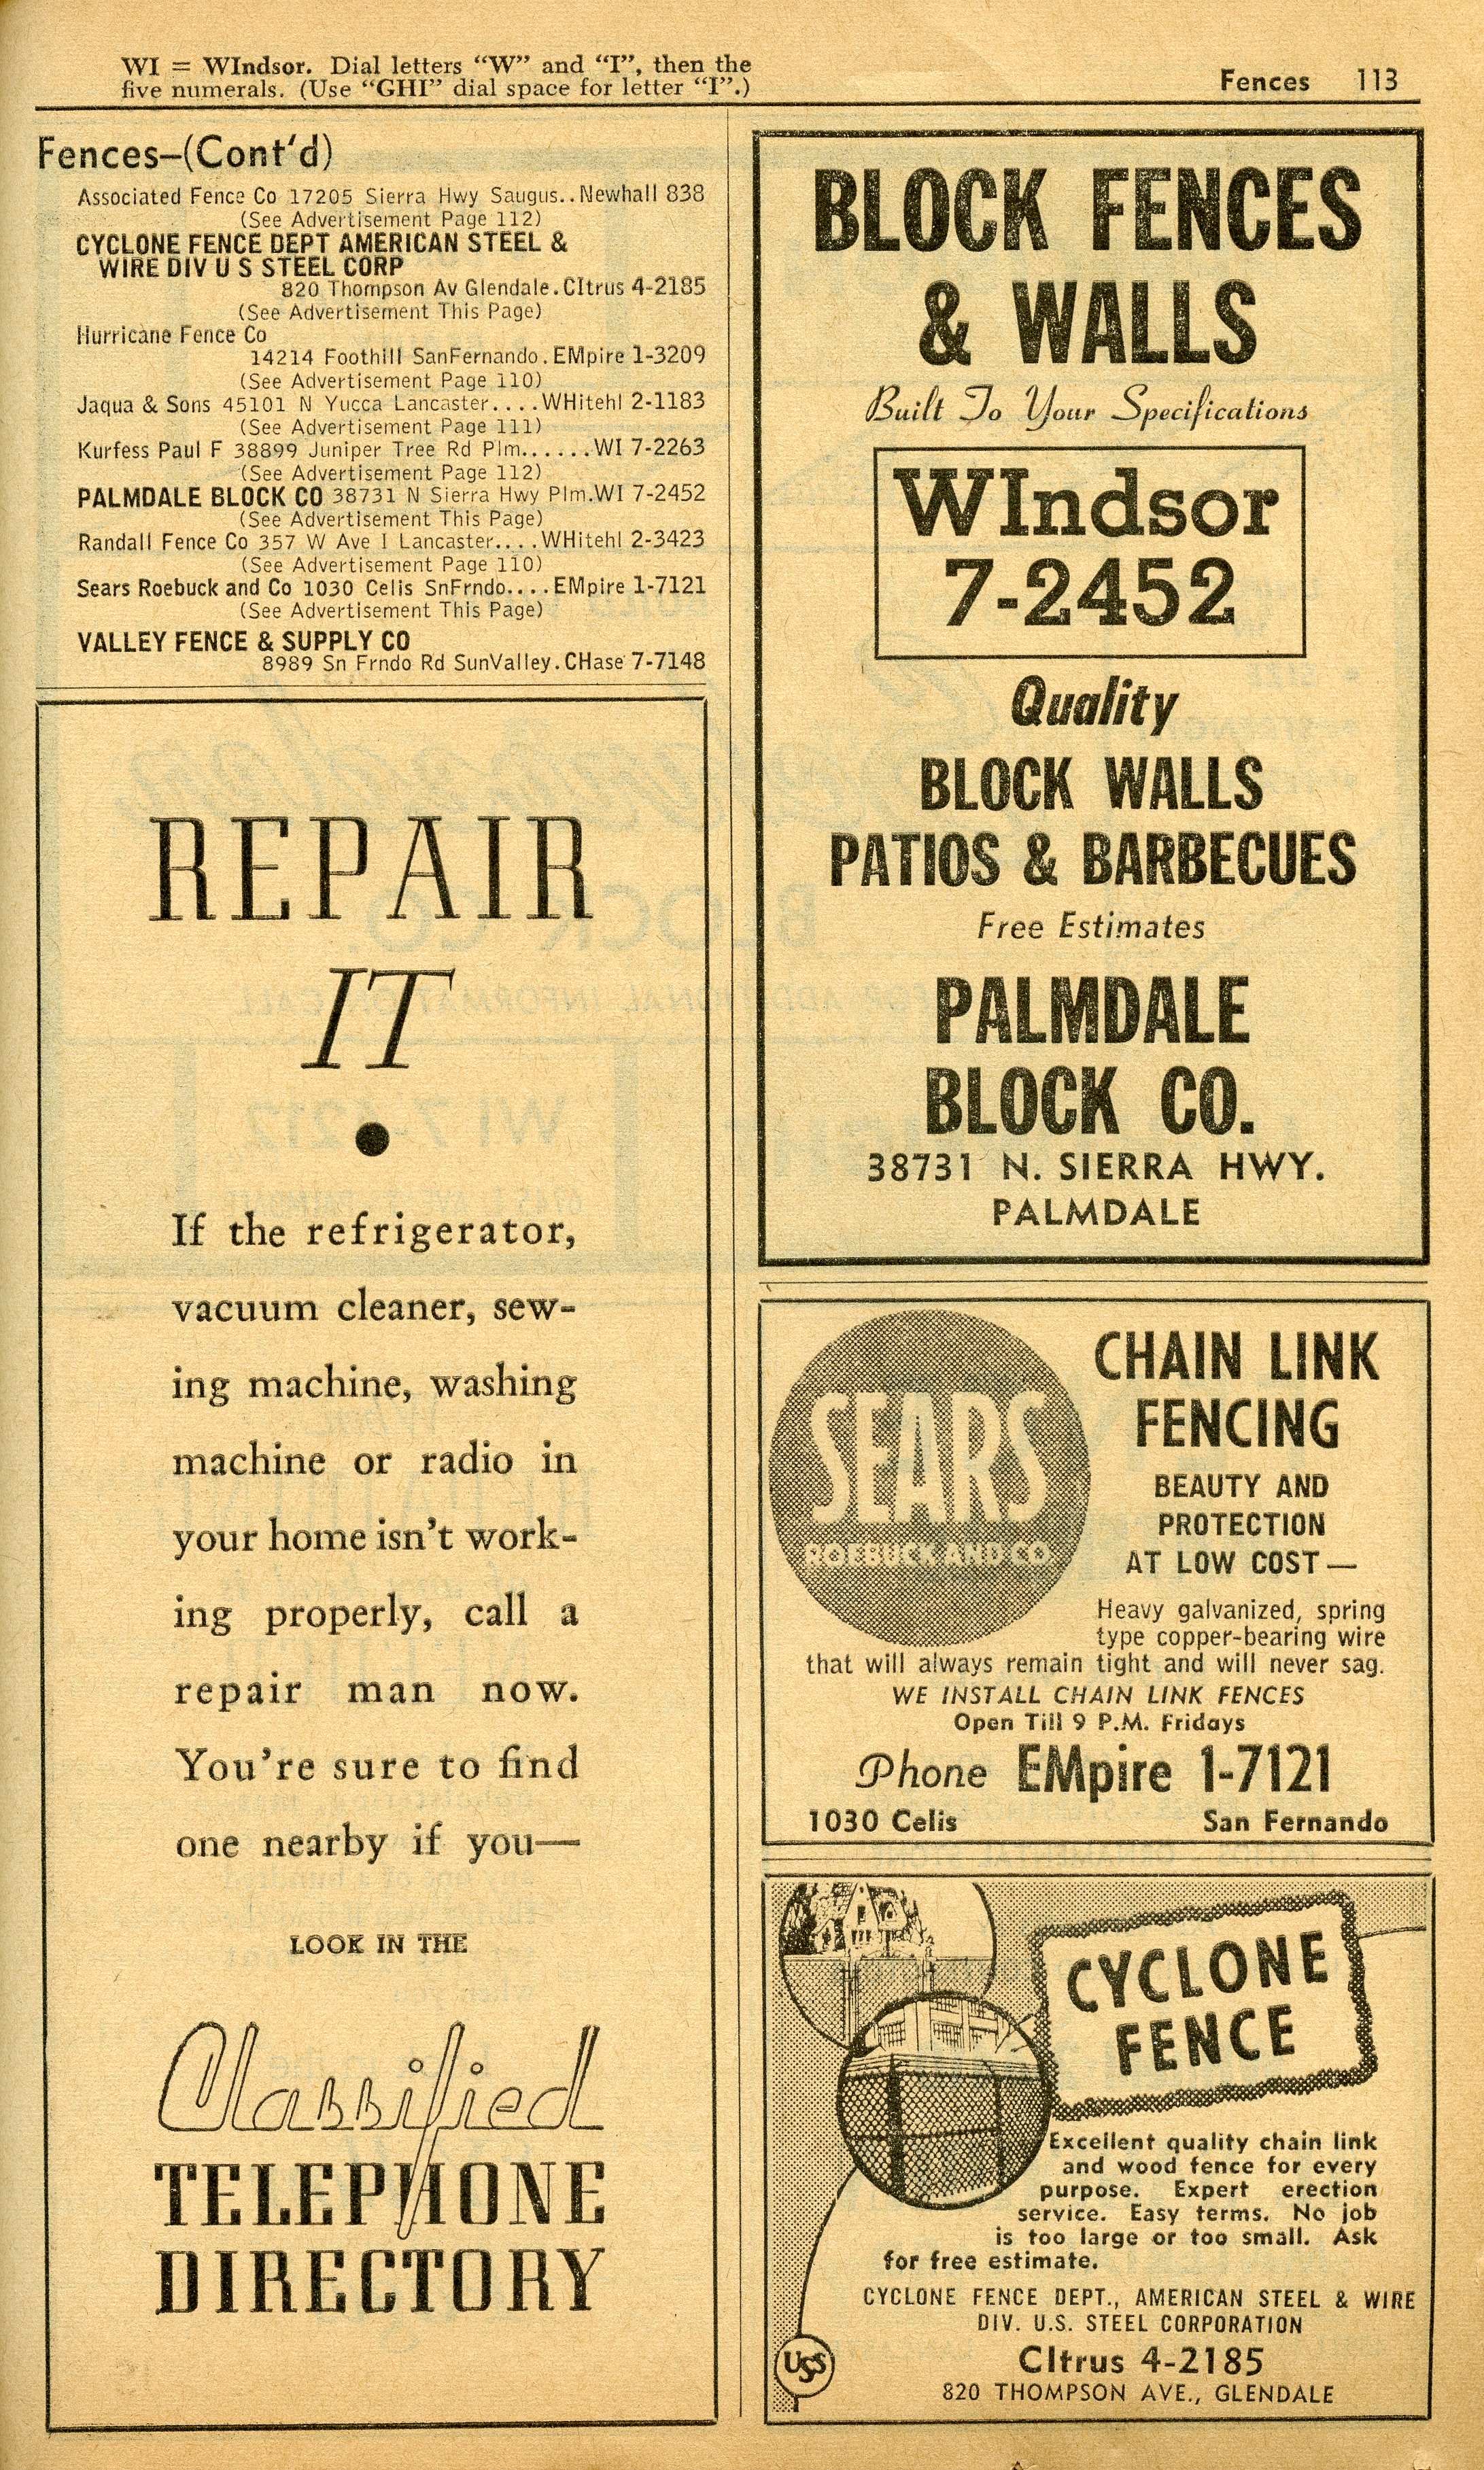 WI = WIndsor. Dial letters “W” and “I”, then the
five numerals. (Use “GHI” dial space for letter “I”.)
Fences 113
Fences–(Cont'd)
Associated Fence Co 17205 Sierra Hwy Saugus..Newhall 838
(See Advertisement Page 112)
CYCLONE FENCE DEPT AMERICAN STEEL &
WIRE DIV U S STEEL CORP
820 Thompson Av Glendale.CItrus 4-2185
(See Advertisement This Page)
Hurricane Fence Co
14214 Foothill SanFernando.EMpire 1-3209
(See Advertisement Page 110)
Jaqua & Sons 45101 N Yucca Lancaster....WHitehl 2-1183
(See Advertisement Page 111)
Kurfess Paul F 38899 Juniper Tree Rd Plm......WI 7-2263
(See Advertisement Page 112)
PALMDALE BLOCK CO 38731 N Sierra Hwy Plm.WI 7-2452
(See Advertisement This Page)
Randall Fence Co 357 W Ave I Lancaster....WHitehl 2-3423
(See Advertisement Page 110)
Sears Roebuck and Co 1030 Celis SnFrndo....EMpire 1-7121
(See Advertisement This Page)
VALLEY FENCE & SUPPLY CO
8989 Sn Frndo Rd SunValley.CHase 7-7148
REPAIR
IT
If the refrigerator,
vacuum cleaner, sew-
ing machine, washing
machine or radio in
your home isn't work-
ing properly, call a
repair man now.
You're sure to find
one nearby if you—
LOOK IN THE
Classified
TELEPHONE
DIRECTORY
BLOCK FENCES
& WALLS
Built To Your Specifications
WIndsor
7-2452
Quality
BLOCK WALLS
PATIOS & BARBECUES
Free Estimates
PALMDALE
BLOCK CO.
38731 N. SIERRA HWY.
PALMDALE
SEARS
ROEBUCK AND CO
CHAIN LINK
FENCING
BEAUTY AND
PROTECTION
AT LOW COST—
Heavy galvanized, spring
type copper-bearing wire
that will always remain tight and will never sag.
WE INSTALL CHAIN LINK FENCES
Open Till 9 P.M. Fridays
Phone EMpire 1-7121
1030 Celis San Fernando
CYCLONE
FENCE
Excellent quality chain link
and wood fence for every
purpose. Expert erection
service. Easy terms. No job
is too large or too small. Ask
for free estimate.
CYCLONE FENCE DEPT., AMERICAN STEEL & WIRE
DIV. U.S. STEEL CORPORATION
USS
CItrus 4-2185
820 THOMPSON AVE., GLENDALE